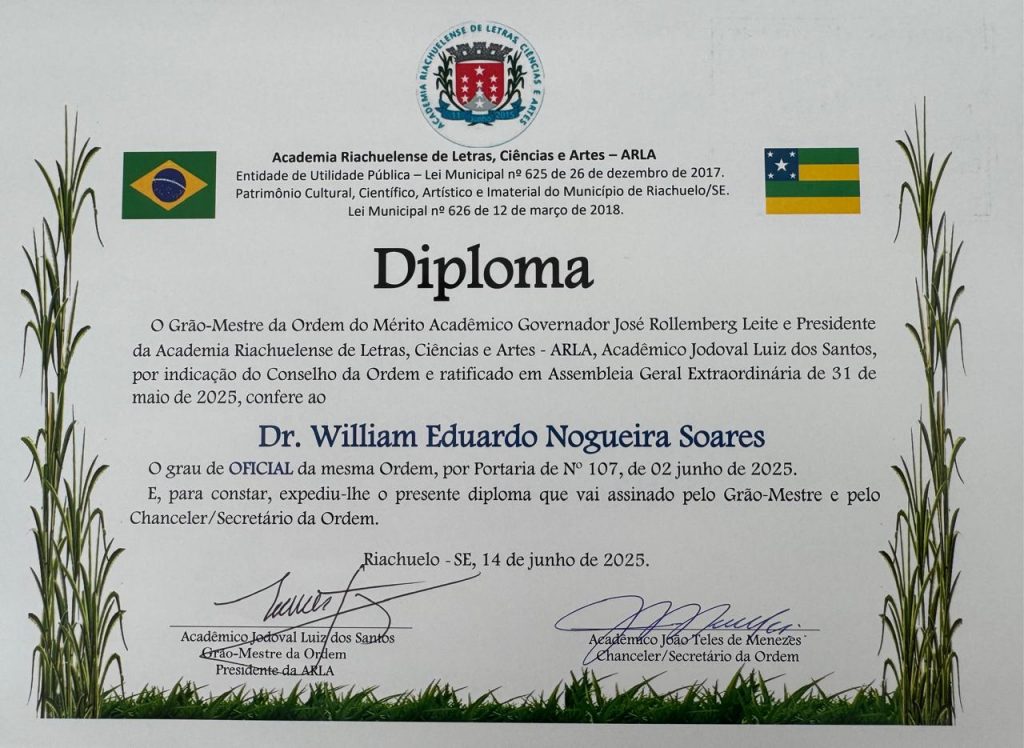 ACADEMIA RIACHUELENSE DE LETRAS, CIÊNCIAS E ARTES
Academia Riachuelense de Letras, Ciências e Artes – ARLA
Entidade de Utilidade Pública – Lei Municipal nº 625 de 26 de dezembro de 2017.
Patrimônio Cultural, Científico, Artístico e Imaterial do Município de Riachuelo/SE.
Lei Municipal nº 626 de 12 de março de 2018.
Diploma
O Grão-Mestre da Ordem do Mérito Acadêmico Governador José Rollemberg Leite e Presidente
da Academia Riachuelense de Letras, Ciências e Artes - ARLA, Acadêmico Jodoval Luiz dos Santos,
por indicação do Conselho da Ordem e ratificado em Assembleia Geral Extraordinária de 31 de
maio de 2025, confere ao
Dr. William Eduardo Nogueira Soares
O grau de OFICIAL da mesma Ordem, por Portaria de Nº 107, de 02 junho de 2025.
E, para constar, expediu-lhe o presente diploma que vai assinado pelo Grão-Mestre e pelo
Chanceler/Secretário da Ordem.
Riachuelo - SE, 14 de junho de 2025.
Acadêmico Jodoval Luiz dos Santos
Grão-Mestre da Ordem
Presidente da ARLA
Acadêmico João Teles de Menezes
Chanceler/Secretário da Ordem